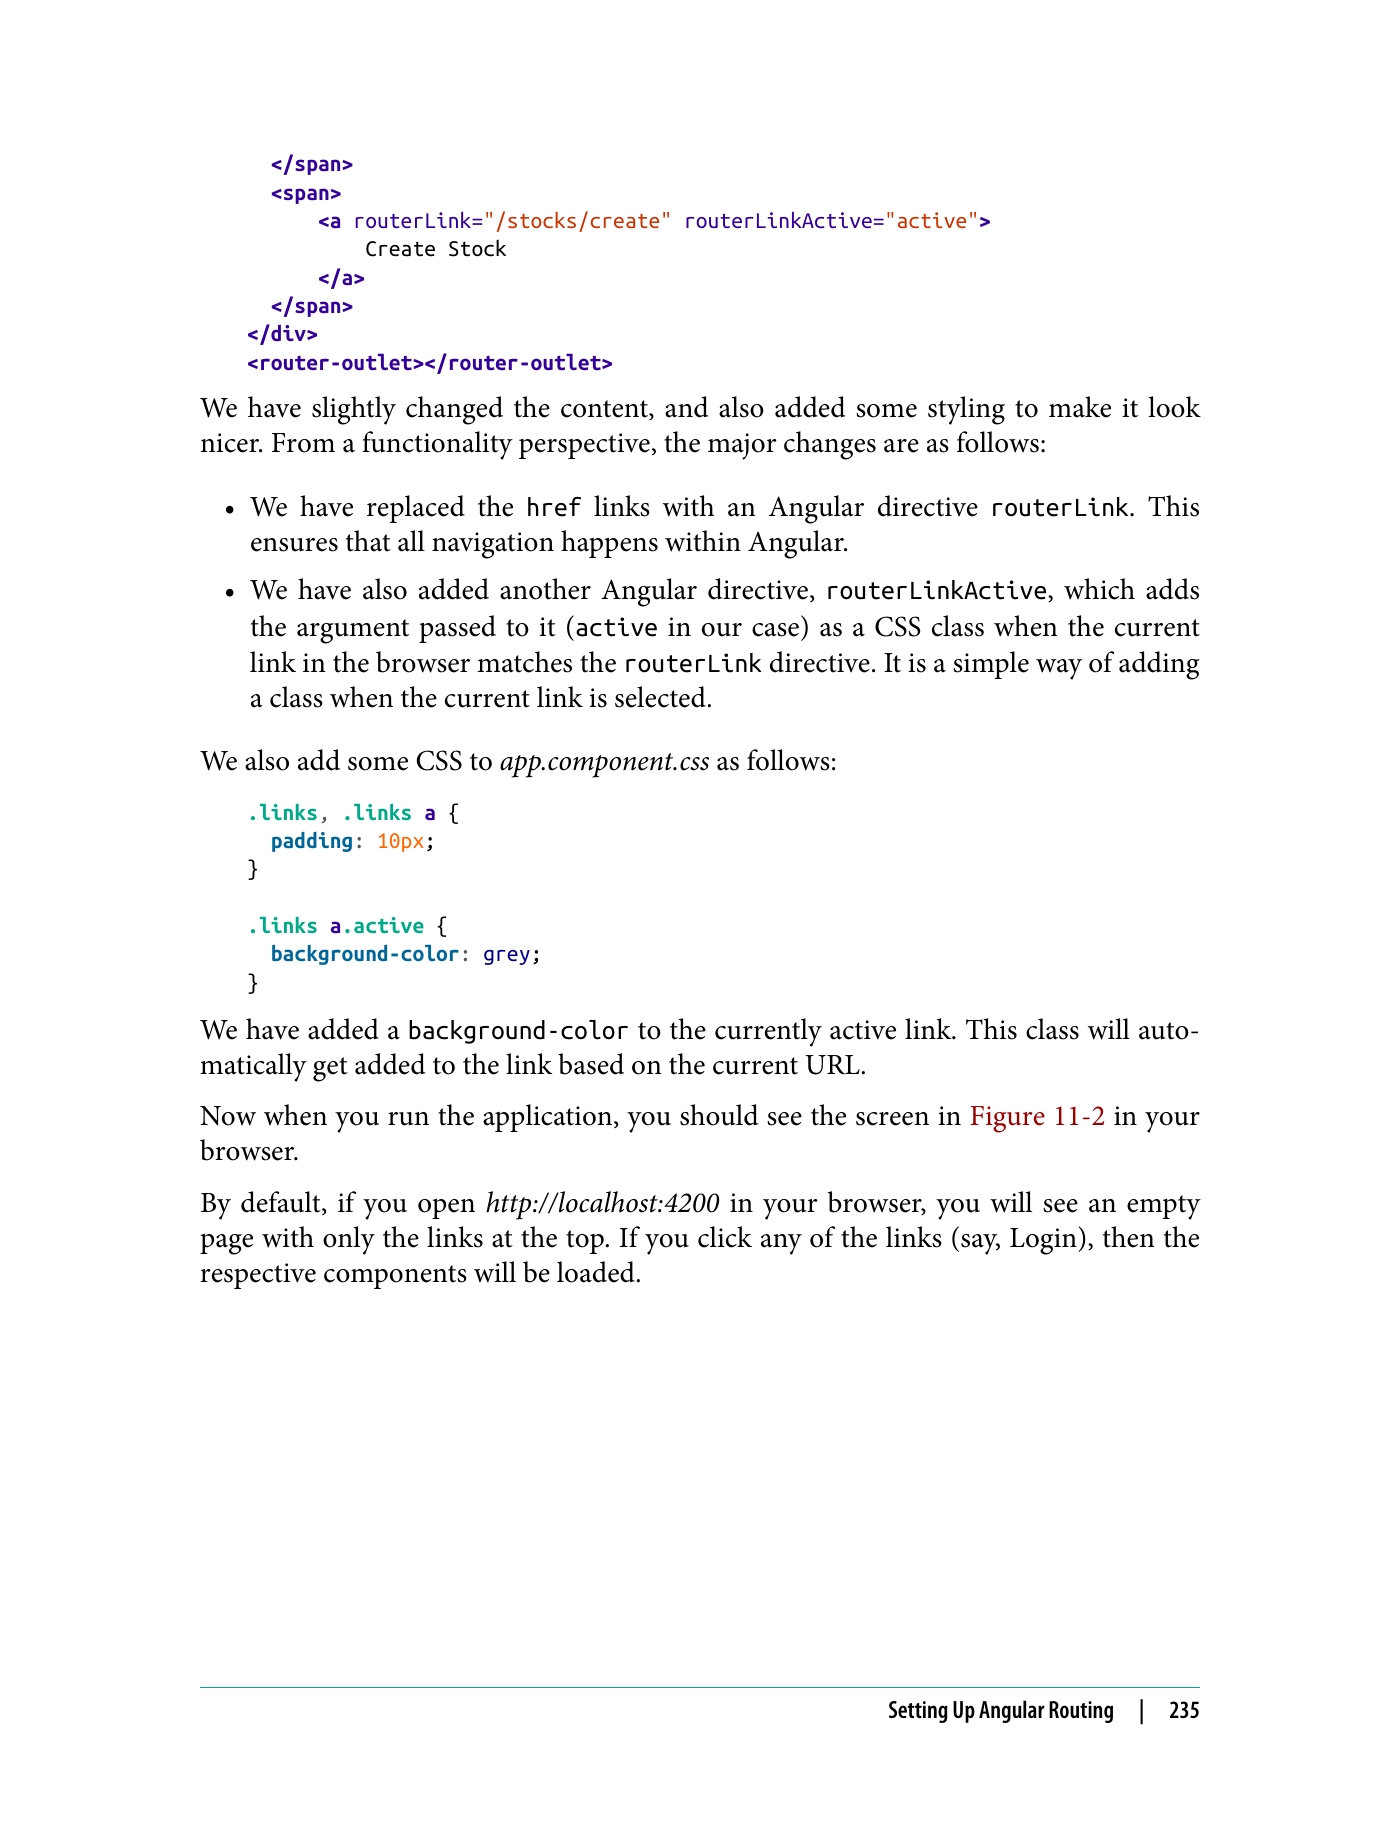 </span>
<span>
<a routerLink="/stocks/create" routerLinkActive="active">
Create Stock
</a>
</span>
</div>
<router-outlet></router-outlet>
We have slightly changed the content, and also added some styling to make it look
nicer. From a functionality perspective, the major changes are as follows:
• We have replaced the href links with an Angular directive routerLink. This
ensures that all navigation happens within Angular.
• We have also added another Angular directive, routerLinkActive, which adds
the argument passed to it (active in our case) as a CSS class when the current
link in the browser matches the routerLink directive. It is a simple way of adding
a class when the current link is selected.
We also add some CSS to app.component.css as follows:
.links, .links a {
padding: 10px;
}
.links a.active {
background-color: grey;
}
We have added a background-color to the currently active link. This class will auto-
matically get added to the link based on the current URL.
Now when you run the application, you should see the screen in Figure 11-2 in your
browser.
By default, if you open http://localhost:4200 in your browser, you will see an empty
page with only the links at the top. If you click any of the links (say, Login), then the
respective components will be loaded.
Setting Up Angular Routing | 235